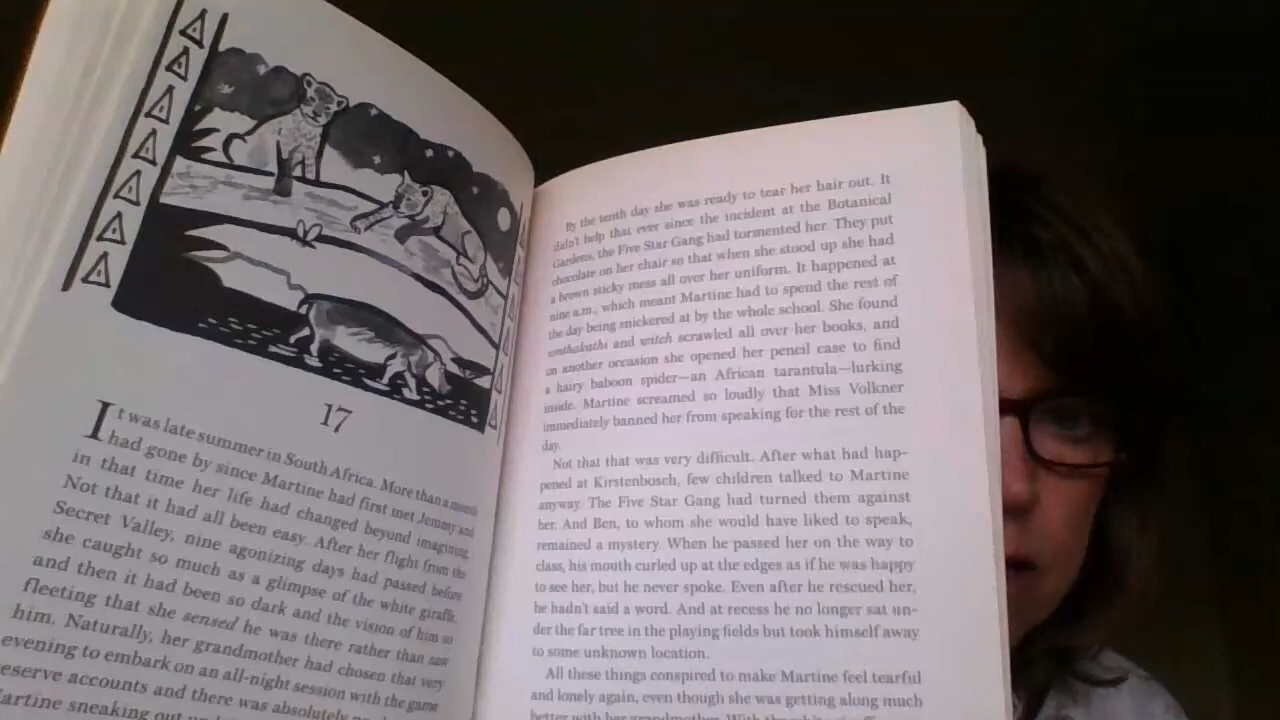 17
It was late summer in South Africa. More than a month
had gone by since Martine had first met Jemmy and
in that time her life had changed beyond imagining.
Not that it had all been easy. After her flight from the
Secret Valley, nine agonizing days had passed before
she caught so much as a glimpse of the white giraffe,
and then it had been so dark and the vision of him so
fleeting that she sensed he was there rather than saw
him. Naturally, her grandmother had chosen that very
evening to embark on an all-night session with the game
reserve accounts and there was absolutely
Martine sneaking out
By the tenth day she was ready to tear her hair out. It
didn't help that ever since the incident at the Botanical
Gardens, the Five Star Gang had tormented her. They put
chocolate on her chair so that when she stood up she had
a brown sticky mess all over her uniform. It happened at
nine a.m., which meant Martine had to spend the rest of
the day being snickered at by the whole school. She found
umthakathi and witch scrawled all over her books, and
on another occasion she opened her pencil case to find
a hairy baboon spider—an African tarantula—lurking
inside. Martine screamed so loudly that Miss Volkner
immediately banned her from speaking for the rest of the
day.
Not that that was very difficult. After what had hap-
pened at Kirstenbosch, few children talked to Martine
anyway. The Five Star Gang had turned them against
her. And Ben, to whom she would have liked to speak,
remained a mystery. When he passed her on the way to
class, his mouth curled up at the edges as if he was happy
to see her, but he never spoke. Even after he rescued her,
he hadn't said a word. And at recess he no longer sat un-
der the far tree in the playing fields but took himself away
to some unknown location.
All these things conspired to make Martine feel tearful
and lonely again, even though she was getting along much
better with her grandmother. With